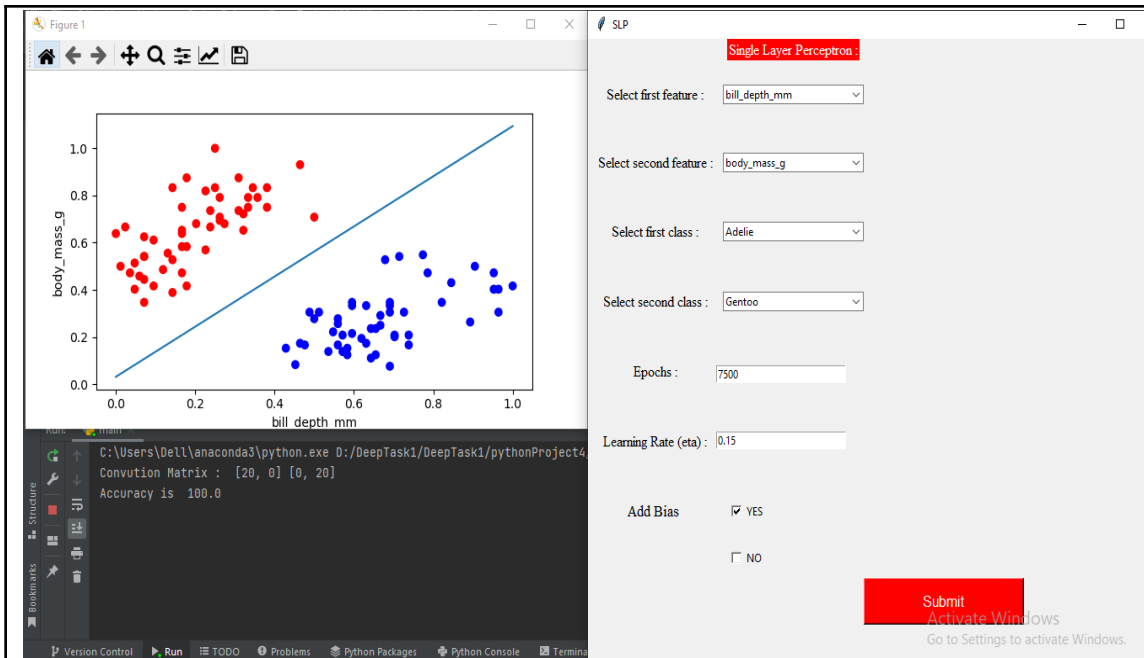 Figure 1
1.0
0.8
0.6
0.4
0.2
0.0
body_mass_g
0.0 0.2 0.4 0.6 0.8 1.0
bill_depth_mm
Run: main
C:\Users\Dell\anaconda3\python.exe D:/DeepTask1/DeepTask1/pythonProject4/
Convution Matrix : [20, 0] [0, 20]
Accuracy is 100.0
Structure
Bookmarks
Version Control Run TODO Problems Python Packages Python Console Termina
SLP
Single Layer Perceptron :
Select first feature : bill_depth_mm
Select second feature : body_mass_g
Select first class : Adelie
Select second class : Gentoo
Epochs : 7500
Learning Rate (eta) : 0.15
Add Bias YES
NO
Submit
Activate Windows
Go to Settings to activate Windows.